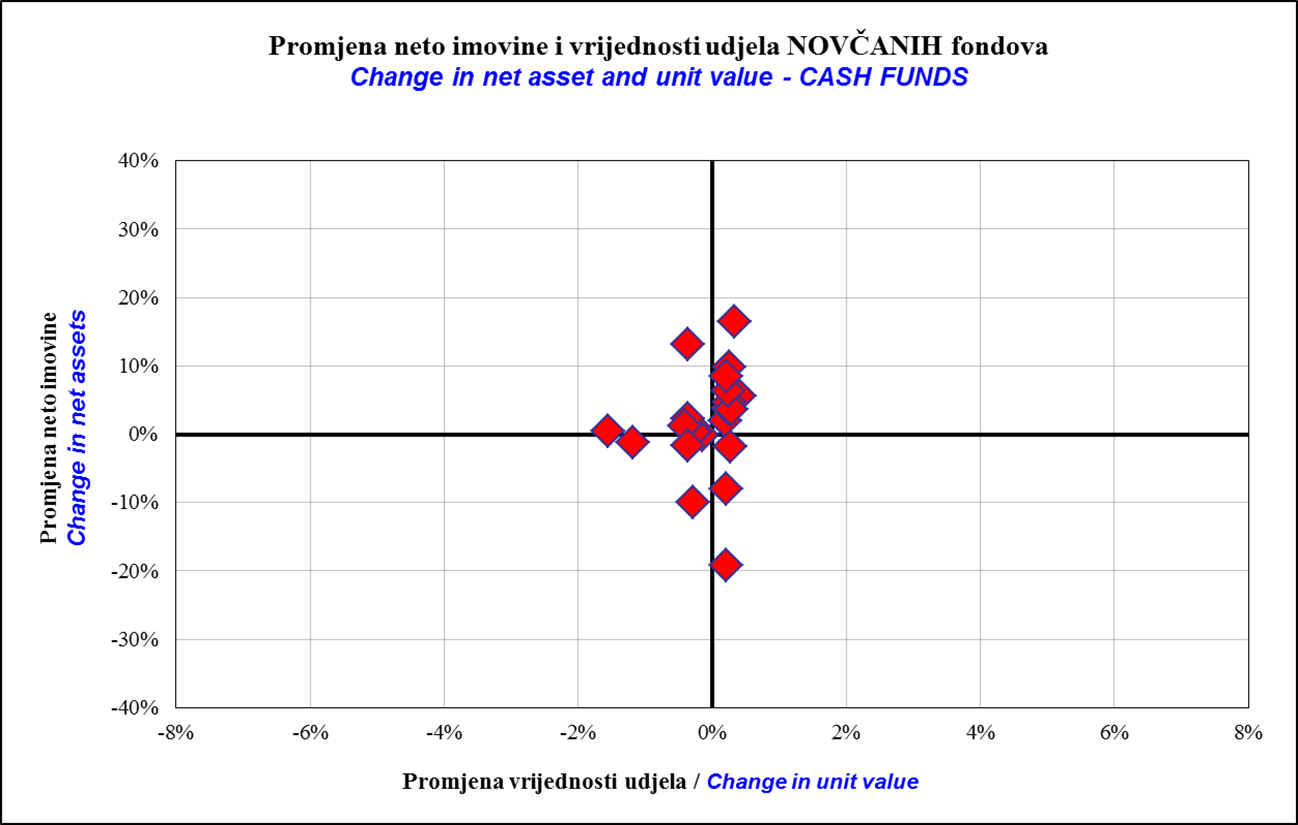 Promjena neto imovine i vrijednosti udjela NOVČANIH fondova
Change in net asset and unit value - CASH FUNDS
Promjena neto imovine
Change in net assets
40%
30%
20%
10%
0%
-10%
-20%
-30%
-40%
-8% -6% -4% -2% 0% 2% 4% 6% 8%
Promjena vrijednosti udjela / Change in unit value